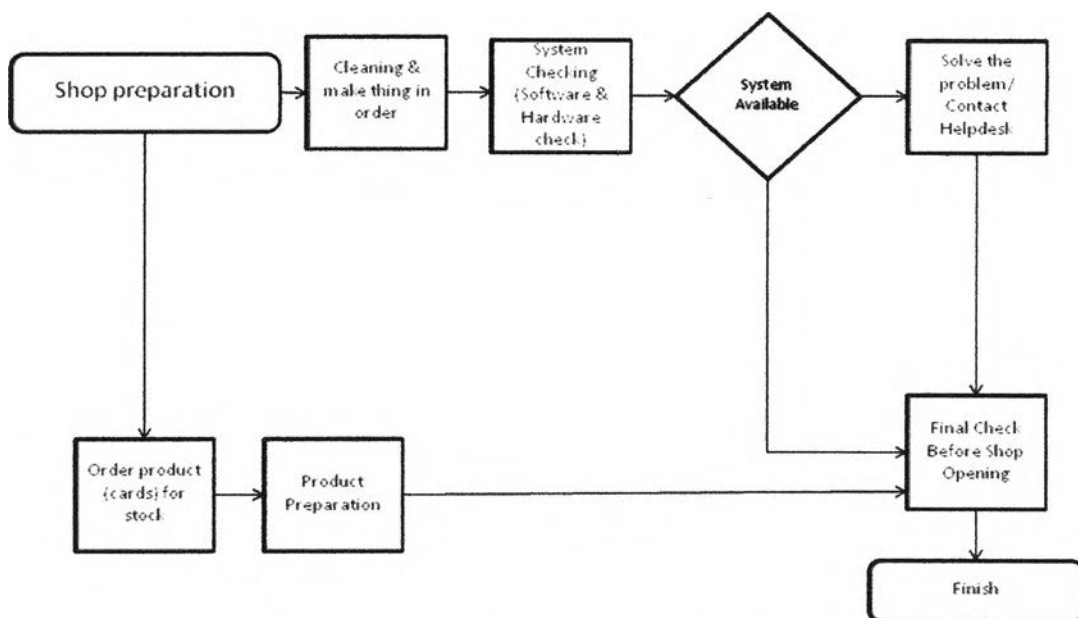 Shop preparation
Cleaning &
make thing in
order
System
Checking
(Software &
Hardware
check)
System
Available
Solve the
problem/
Contact
Helpdesk
Order product
(cards) for
stock
Product
Preparation
Final Check
Before Shop
Opening
Finish